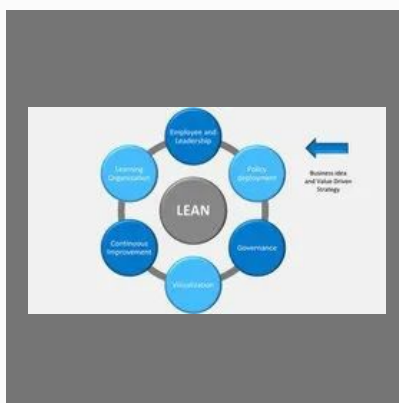 Employee and
Leadership
Learning
Organization
Policy
deployment
Business idea
and Value Driven
Strategy
LEAN
Continuous
Improvement
Governance
Visualization